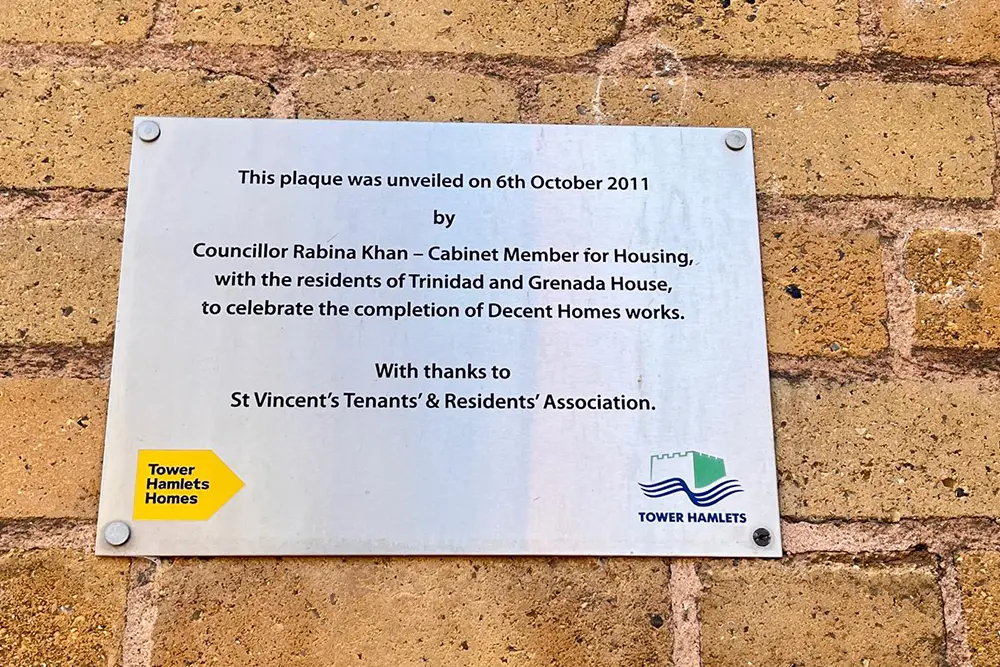 This plaque was unveiled on 6th October 2011
by
Councillor Rabina Khan – Cabinet Member for Housing,
with the residents of Trinidad and Grenada House,
to celebrate the completion of Decent Homes works.
With thanks to
St Vincent's Tenants' & Residents' Association.
Tower
Hamlets
Homes
TOWER HAMLETS